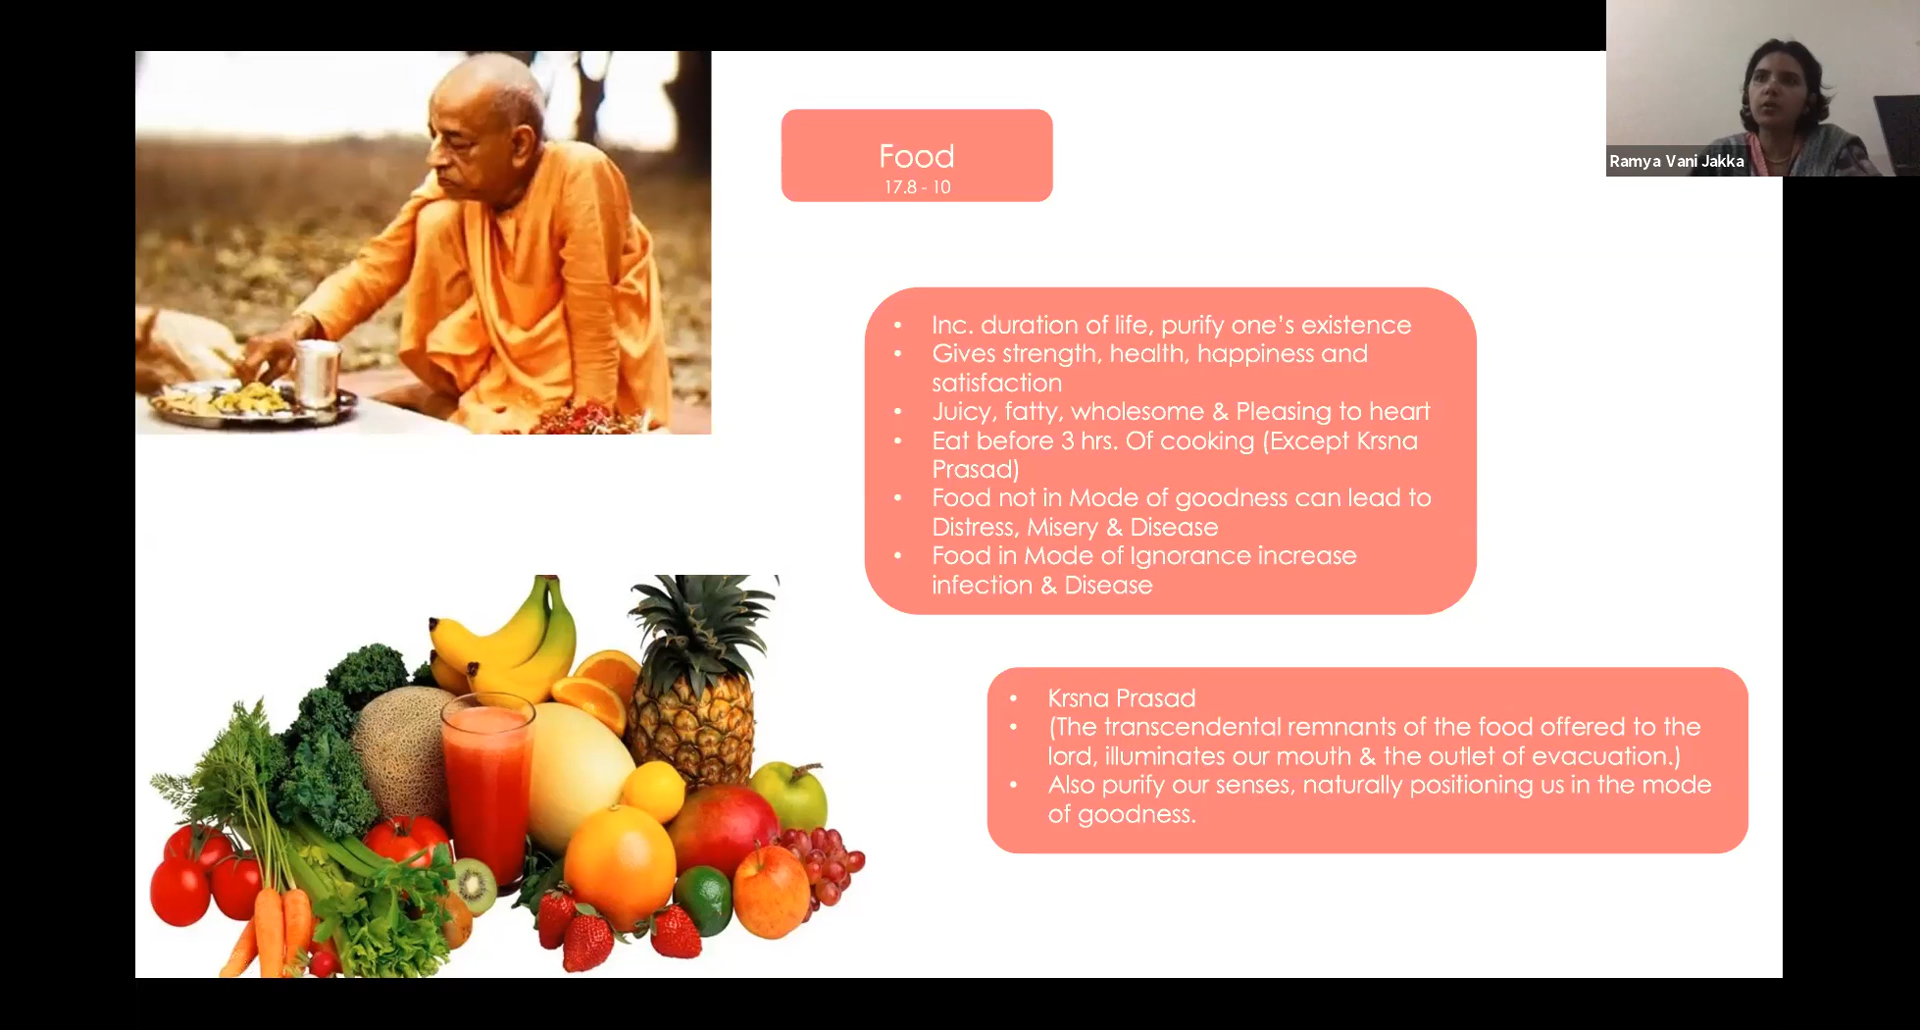 Food
17.8 - 10
Ramya Vani Jakka
• Inc. duration of life, purify one’s existence
• Gives strength, health, happiness and
satisfaction
• Juicy, fatty, wholesome & Pleasing to heart
• Eat before 3 hrs. Of cooking (Except Krsna
Prasad)
• Food not in Mode of goodness can lead to
Distress, Misery & Disease
• Food in Mode of Ignorance increase
infection & Disease
• Krsna Prasad
• (The transcendental remnants of the food offered to the
lord, illuminates our mouth & the outlet of evacuation.)
• Also purify our senses, naturally positioning us in the mode
of goodness.